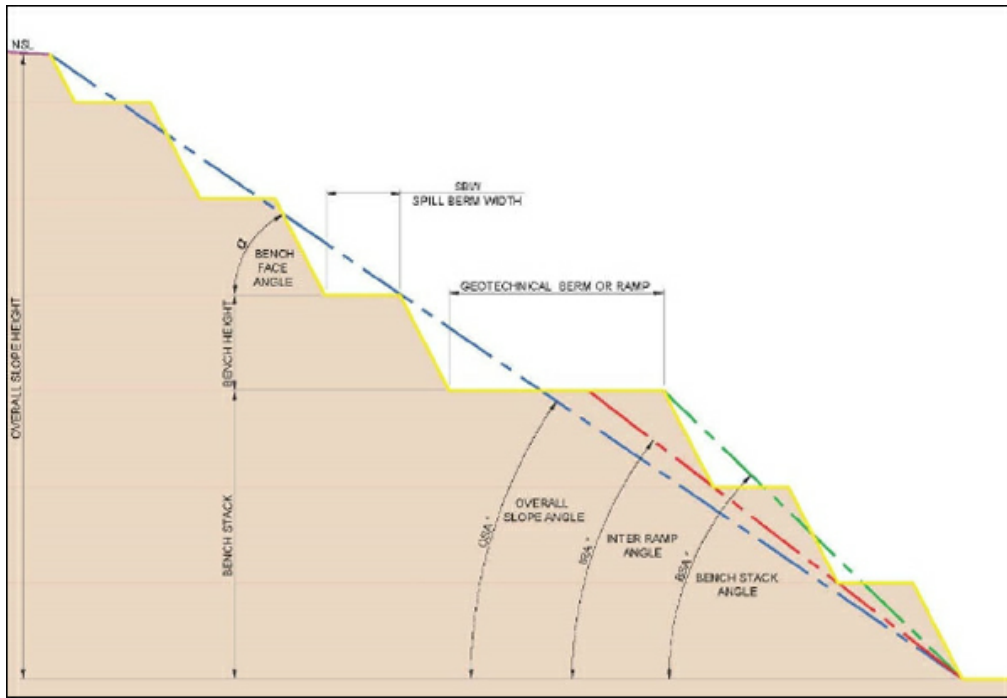 NSL
SBW
SPILL BERM WIDTH
α
BENCH
FACE
ANGLE
GEOTECHNICAL BERM OR RAMP
BENCH HEIGHT
OVERALL SLOPE HEIGHT
BENCH STACK
OVERALL
SLOPE ANGLE
OSA °
INTER RAMP
ANGLE
IRA °
BENCH STACK
ANGLE
BSA °